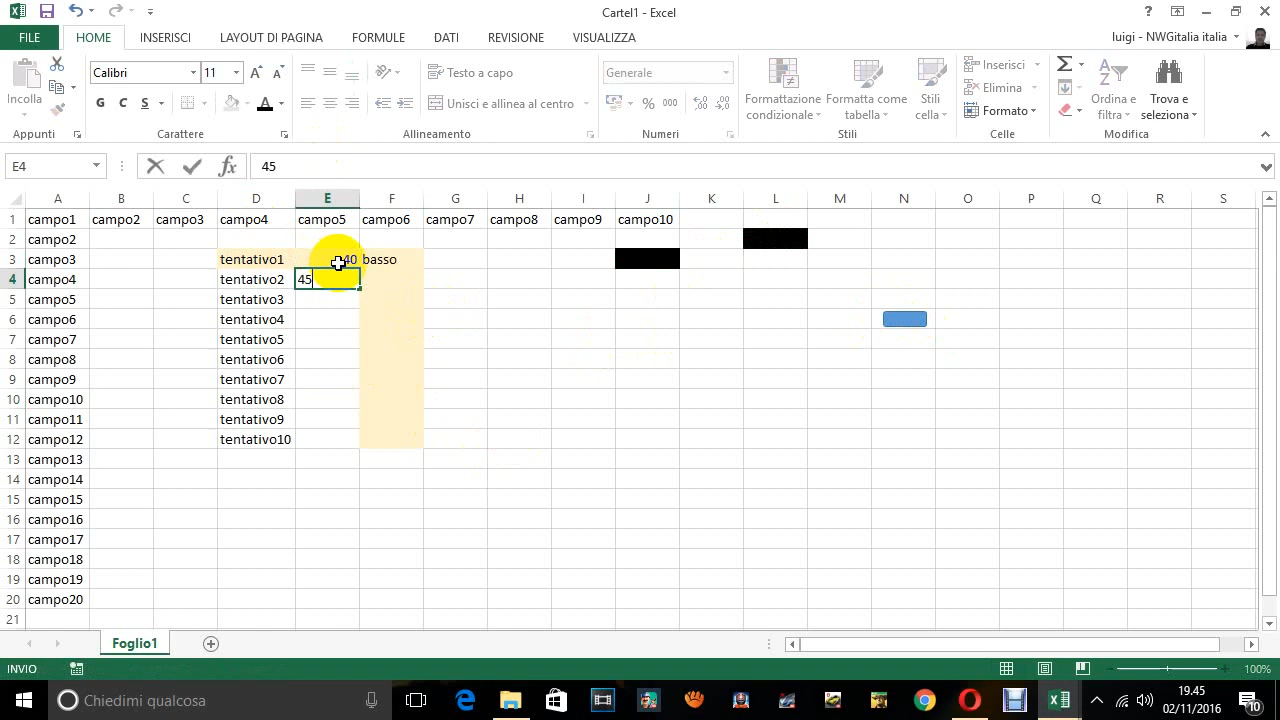 Cartel1 - Excel
?
FILE HOME INSERISCI LAYOUT DI PAGINA FORMULE DATI REVISIONE VISUALIZZA luigi - NWGitalia italia
Incolla
Calibri 11
G C S
Appunti
Carattere
Testo a capo
Unisci e allinea al centro
Allineamento
Generale
% 000
Numeri
Formattazione condizionale
Formatta come tabella
Stili cella
Stili
Inserisci
Elimina
Formato
Celle
Ordina e filtra
Trova e seleziona
Modifica
E4 fx 45
A B C D E F G H I J K L M N O P Q R S
1 campo1 campo2 campo3 campo4 campo5 campo6 campo7 campo8 campo9 campo10
2 campo2
3 campo3 tentativo1 40 basso
4 campo4 tentativo2 45
5 campo5 tentativo3
6 campo6 tentativo4
7 campo7 tentativo5
8 campo8 tentativo6
9 campo9 tentativo7
10 campo10 tentativo8
11 campo11 tentativo9
12 campo12 tentativo10
13 campo13
14 campo14
15 campo15
16 campo16
17 campo17
18 campo18
19 campo19
20 campo20
21
Foglio1
INVIO 100%
Chiedimi qualcosa
19.45
02/11/2016
10